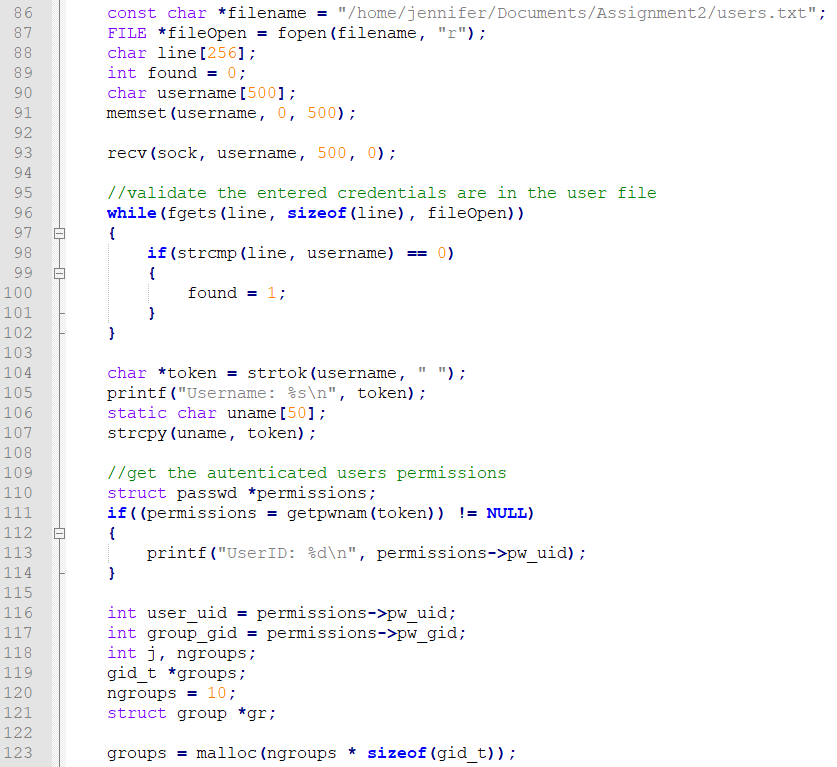 86 const char *filename = "/home/jennifer/Documents/Assignment2/users.txt";
87 FILE *fileOpen = fopen(filename, "r");
88 char line[256];
89 int found = 0;
90 char username[500];
91 memset(username, 0, 500);
92
93 recv(sock, username, 500, 0);
94
95 //validate the entered credentials are in the user file
96 while(fgets(line, sizeof(line), fileOpen))
97 {
98 if(strcmp(line, username) == 0)
99 {
100 found = 1;
101 }
102 }
103
104 char *token = strtok(username, " ");
105 printf("Username: %s\n", token);
106 static char uname[50];
107 strcpy(uname, token);
108
109 //get the autenticated users permissions
110 struct passwd *permissions;
111 if((permissions = getpwnam(token)) != NULL)
112 {
113 printf("UserID: %d\n", permissions->pw_uid);
114 }
115
116 int user_uid = permissions->pw_uid;
117 int group_gid = permissions->pw_gid;
118 int j, ngroups;
119 gid_t *groups;
120 ngroups = 10;
121 struct group *gr;
122
123 groups = malloc(ngroups * sizeof(gid_t));